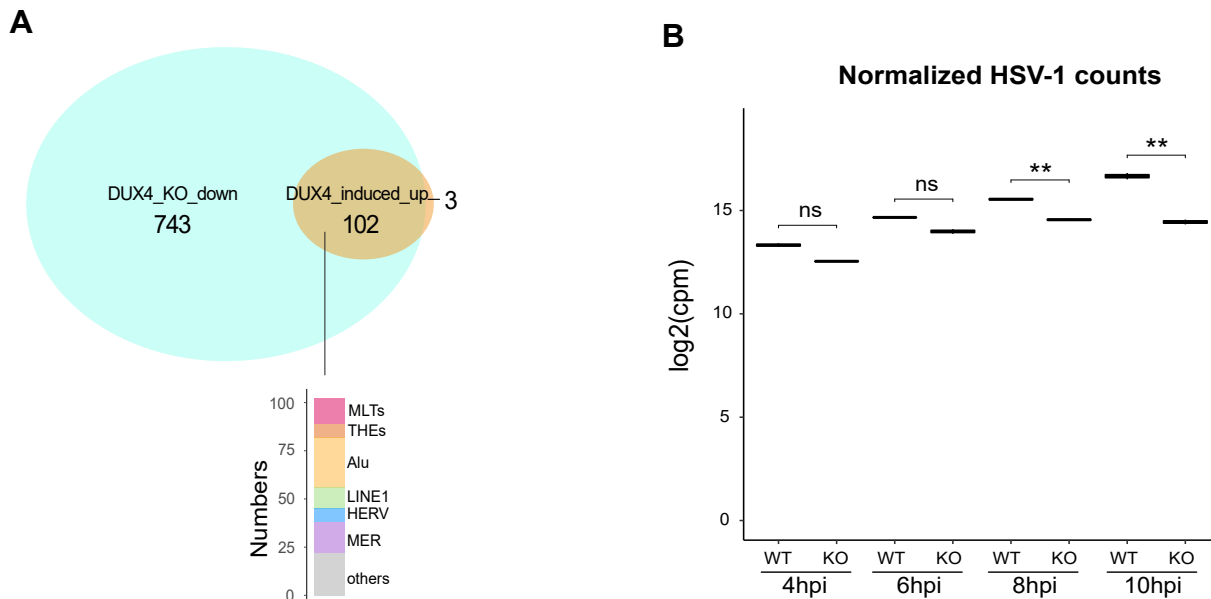 A
DUX4_KO_down
743
DUX4_induced_up
102
3
Numbers
100
75
50
25
0
MLTs
THEs
Alu
LINE1
HERV
MER
others
B
Normalized HSV-1 counts
log2(cpm)
15
10
5
0
ns
ns
**
**
WT KO WT KO WT KO WT KO
4hpi 6hpi 8hpi 10hpi